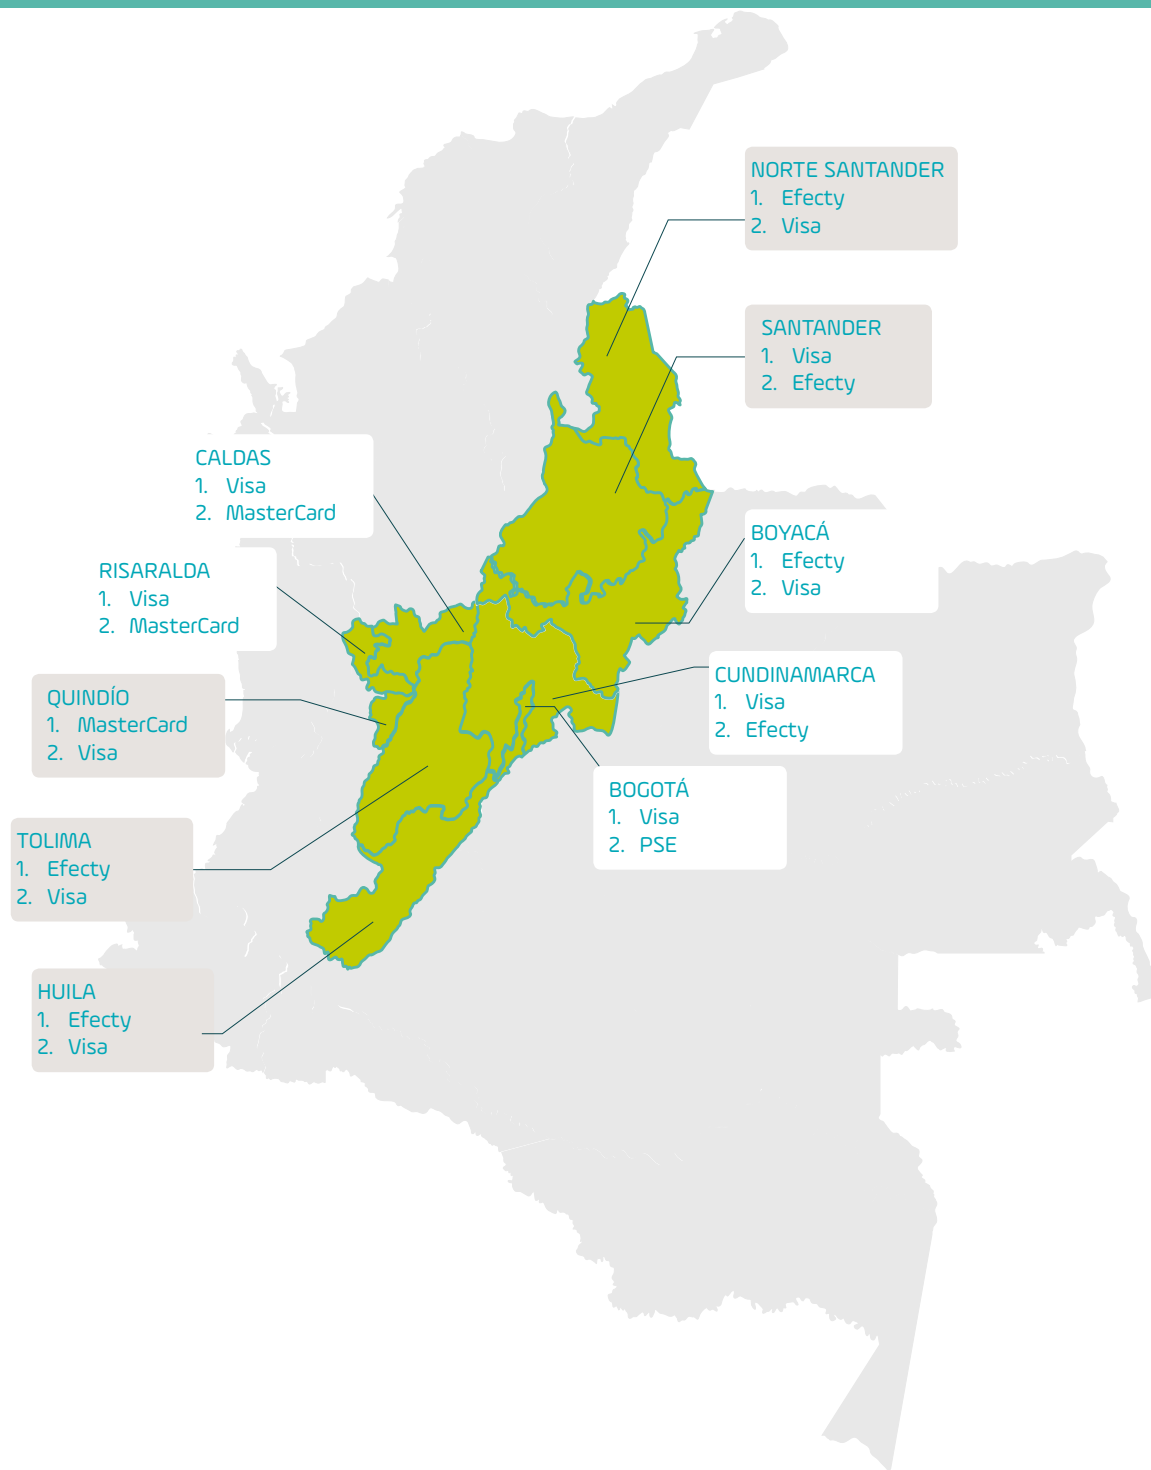 NORTE SANTANDER
1. Efecty
2. Visa
SANTANDER
1. Visa
2. Efecty
CALDAS
1. Visa
2. MasterCard
BOYACÁ
1. Efecty
2. Visa
RISARALDA
1. Visa
2. MasterCard
CUNDINAMARCA
1. Visa
2. Efecty
QUINDÍO
1. MasterCard
2. Visa
BOGOTÁ
1. Visa
2. PSE
TOLIMA
1. Efecty
2. Visa
HUILA
1. Efecty
2. Visa